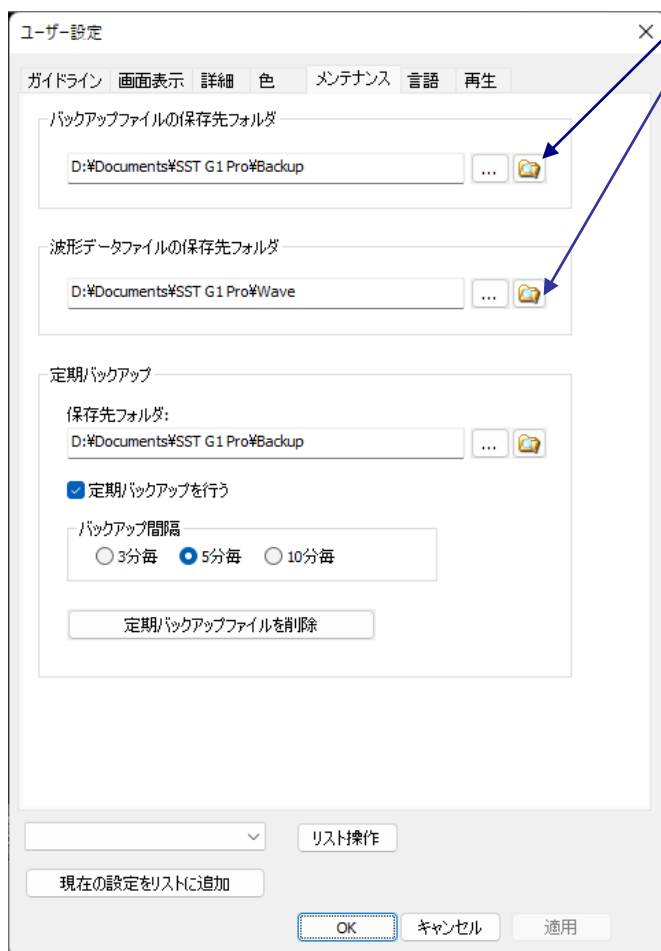 ユーザー設定
ガイドライン 画面表示 詳細 色 メンテナンス 言語 再生
バックアップファイルの保存先フォルダ
D:¥Documents¥SST G1 Pro¥Backup ...
波形データファイルの保存先フォルダ
D:¥Documents¥SST G1 Pro¥Wave ...
定期バックアップ
保存先フォルダ:
D:¥Documents¥SST G1 Pro¥Backup ...
定期バックアップを行う
バックアップ間隔
3分毎 5分毎 10分毎
定期バックアップファイルを削除
リスト操作
現在の設定をリストに追加
OK キャンセル 適用